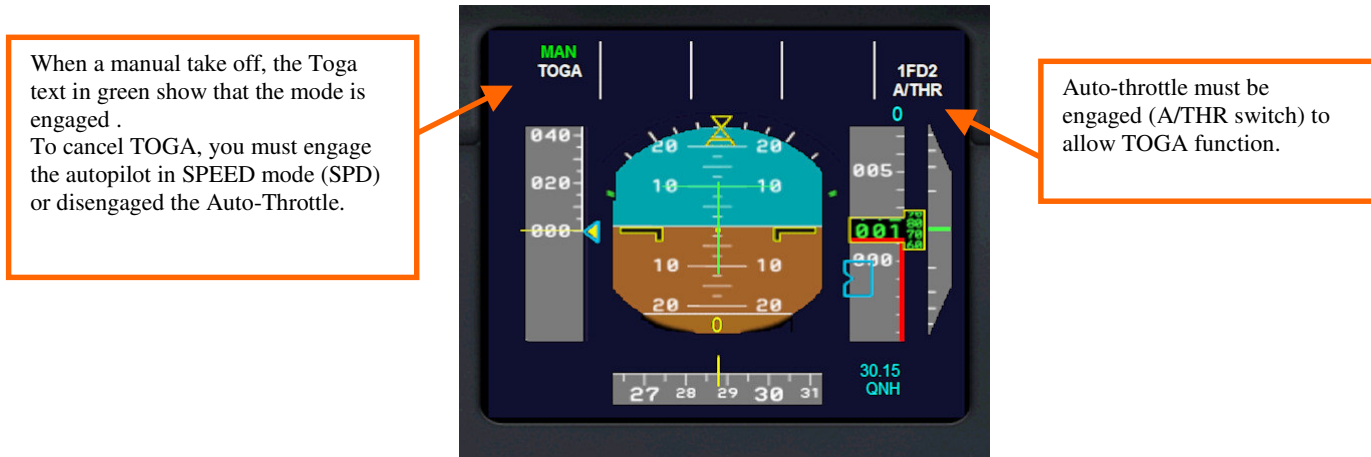 When a manual take off, the Toga
text in green show that the mode is
engaged .
To cancel TOGA, you must engage
the autopilot in SPEED mode (SPD)
or disengaged the Auto-Throttle.
MAN
TOGA
1FD2
A/THR
0
040
020
000
20 20
10 10
10 10
20 20
0
005
001
80
70
60
000
27 28 29 30 31
30.15
QNH
Auto-throttle must be
engaged (A/THR switch) to
allow TOGA function.